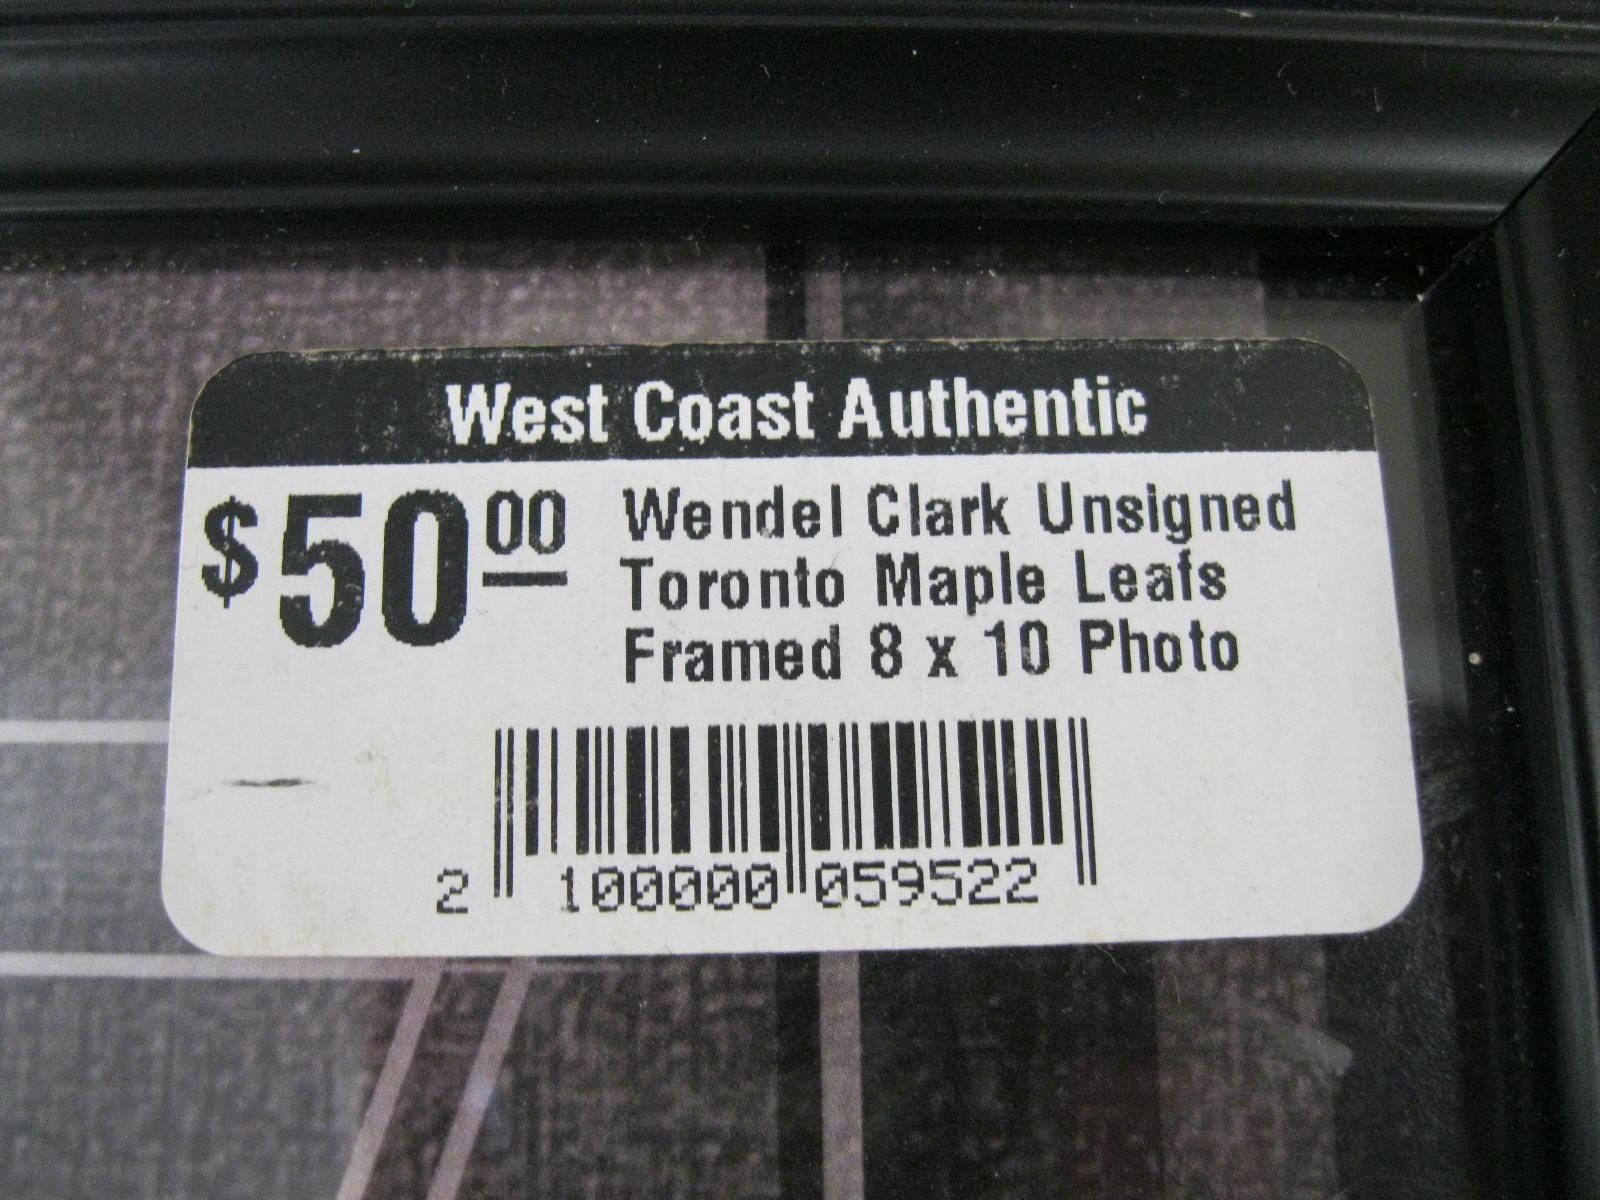 West Coast Authentic
$50 00 Wendel Clark Unsigned
Toronto Maple Leafs
Framed 8 x 10 Photo
2 100000 059522